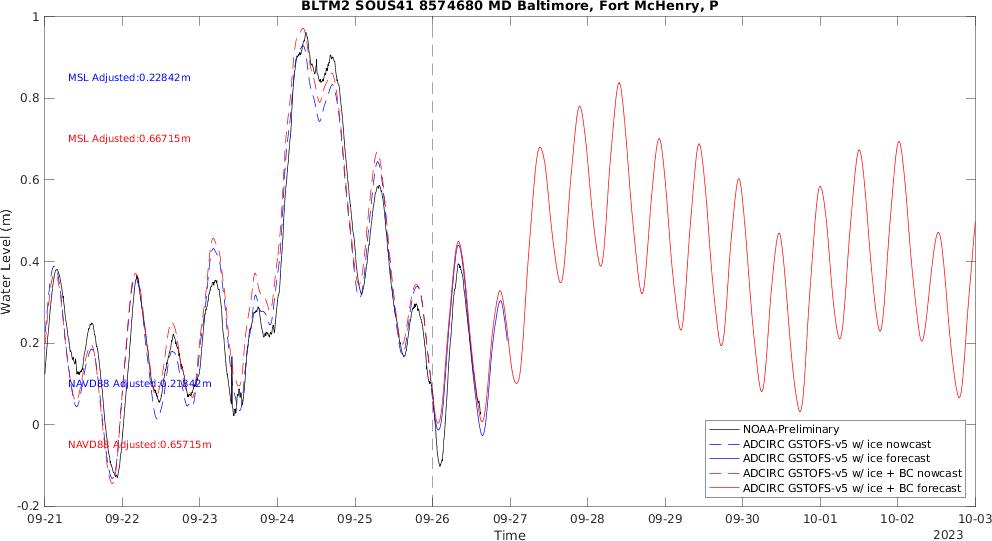 BLTM2 SOUS41 8574680 MD Baltimore, Fort McHenry, P
1
0.8
0.6
0.4
0.2
0
-0.2
Water Level (m)
MSL Adjusted:0.22842m
MSL Adjusted:0.66715m
NAVD88 Adjusted:0.21842m
NAVD88 Adjusted:0.65715m
NOAA-Preliminary
ADCIRC GSTOFS-v5 w/ ice nowcast
ADCIRC GSTOFS-v5 w/ ice forecast
ADCIRC GSTOFS-v5 w/ ice + BC nowcast
ADCIRC GSTOFS-v5 w/ ice + BC forecast
09-21 09-22 09-23 09-24 09-25 09-26 09-27 09-28 09-29 09-30 10-01 10-02 10-03
Time
2023